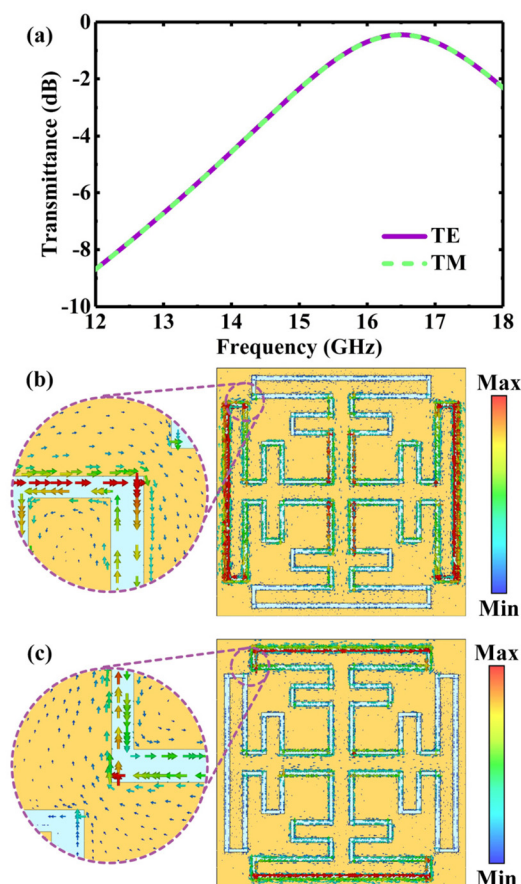 (a)
0
-2
-4
-6
-8
-10
Transmittance (dB)
TE
TM
12 13 14 15 16 17 18
Frequency (GHz)
(b)
Max
Min
(c)
Max
Min